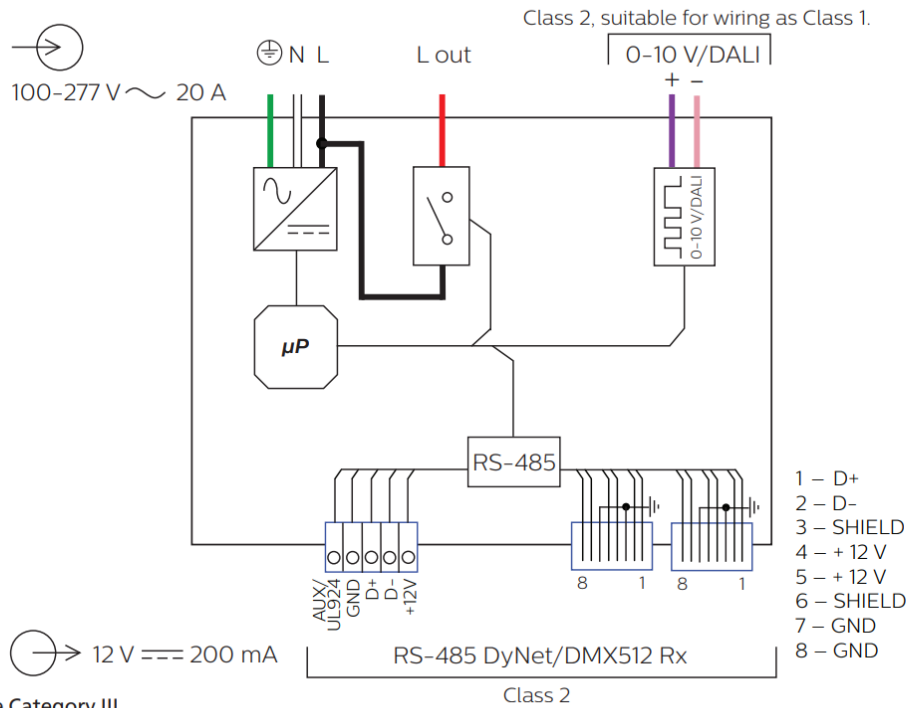 Class 2, suitable for wiring as Class 1.
N L
L out
0-10 V/DALI
+ −
100-277 V 20 A
0-10 V/DALI
µP
RS-485
1 – D+
2 – D-
3 – SHIELD
4 – + 12 V
5 – + 12 V
6 – SHIELD
7 – GND
8 – GND
8 1 8 1
AUX/
UL924
GND
D+
D-
+12V
12 V 200 mA
RS-485 DyNet/DMX512 Rx
Class 2
Category III